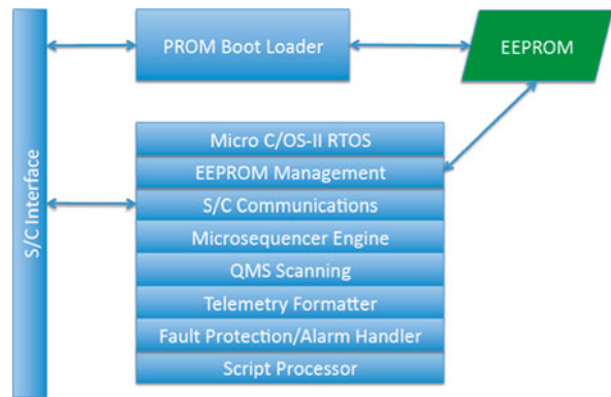 PROM Boot Loader
EEPROM
S/C Interface
Micro C/OS-II RTOS
EEPROM Management
S/C Communications
Microsequencer Engine
QMS Scanning
Telemetry Formatter
Fault Protection/Alarm Handler
Script Processor